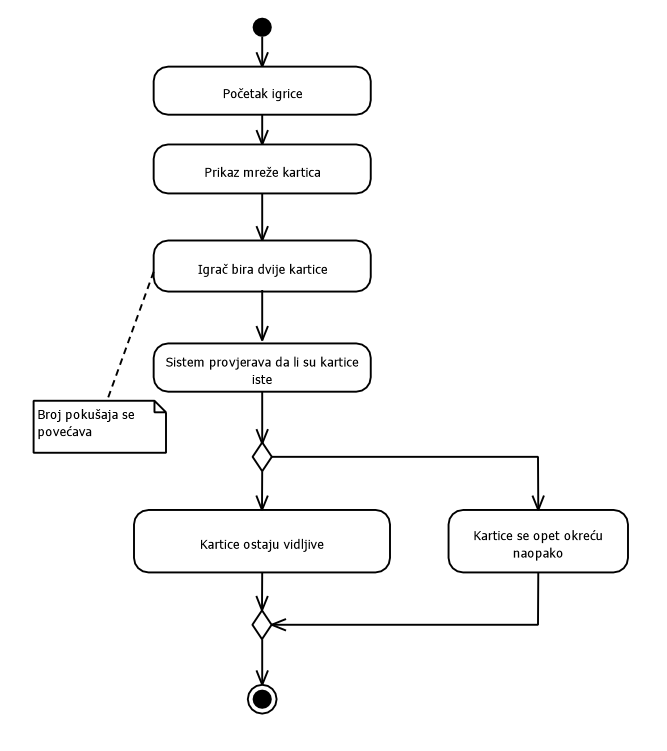 Početak igrice
Prikaz mreže kartica
Igrač bira dvije kartice
Sistem provjerava da li su kartice
iste
Broj pokušaja se
povećava
Kartice ostaju vidljive
Kartice se opet okreću
naopako